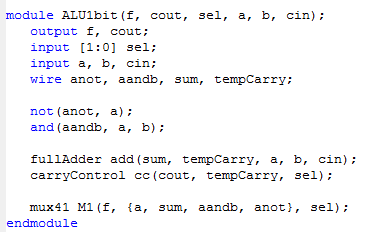 module ALU1bit(f, cout, sel, a, b, cin);
output f, cout;
input [1:0] sel;
input a, b, cin;
wire anot, aandb, sum, tempCarry;
not(anot, a);
and(aandb, a, b);
fullAdder add(sum, tempCarry, a, b, cin);
carryControl cc(cout, tempCarry, sel);
mux41 M1(f, {a, sum, aandb, anot}, sel);
endmodule